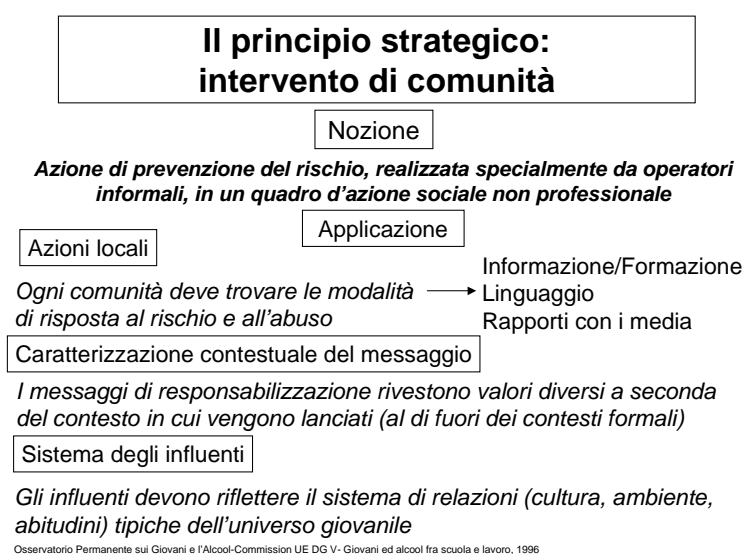 Il principio strategico:
intervento di comunità
Nozione
Azione di prevenzione del rischio, realizzata specialmente da operatori
informali, in un quadro d'azione sociale non professionale
Applicazione
Azioni locali
Ogni comunità deve trovare le modalità
di risposta al rischio e all'abuso
Informazione/Formazione
Linguaggio
Rapporti con i media
Caratterizzazione contestuale del messaggio
I messaggi di responsabilizzazione rivestono valori diversi a seconda
del contesto in cui vengono lanciati (al di fuori dei contesti formali)
Sistema degli influenti
Gli influenti devono riflettere il sistema di relazioni (cultura, ambiente,
abitudini) tipiche dell'universo giovanile
Osservatorio Permanente sui Giovani e l'Alcool-Commission UE DG V- Giovani ed alcool fra scuola e lavoro, 1996